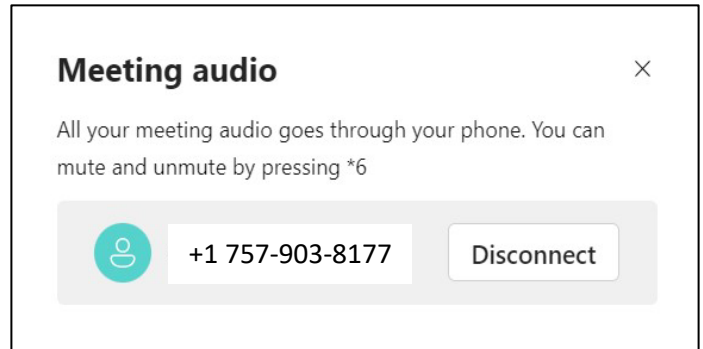 Meeting audio
All your meeting audio goes through your phone. You can
mute and unmute by pressing *6
+1 757-903-8177 Disconnect